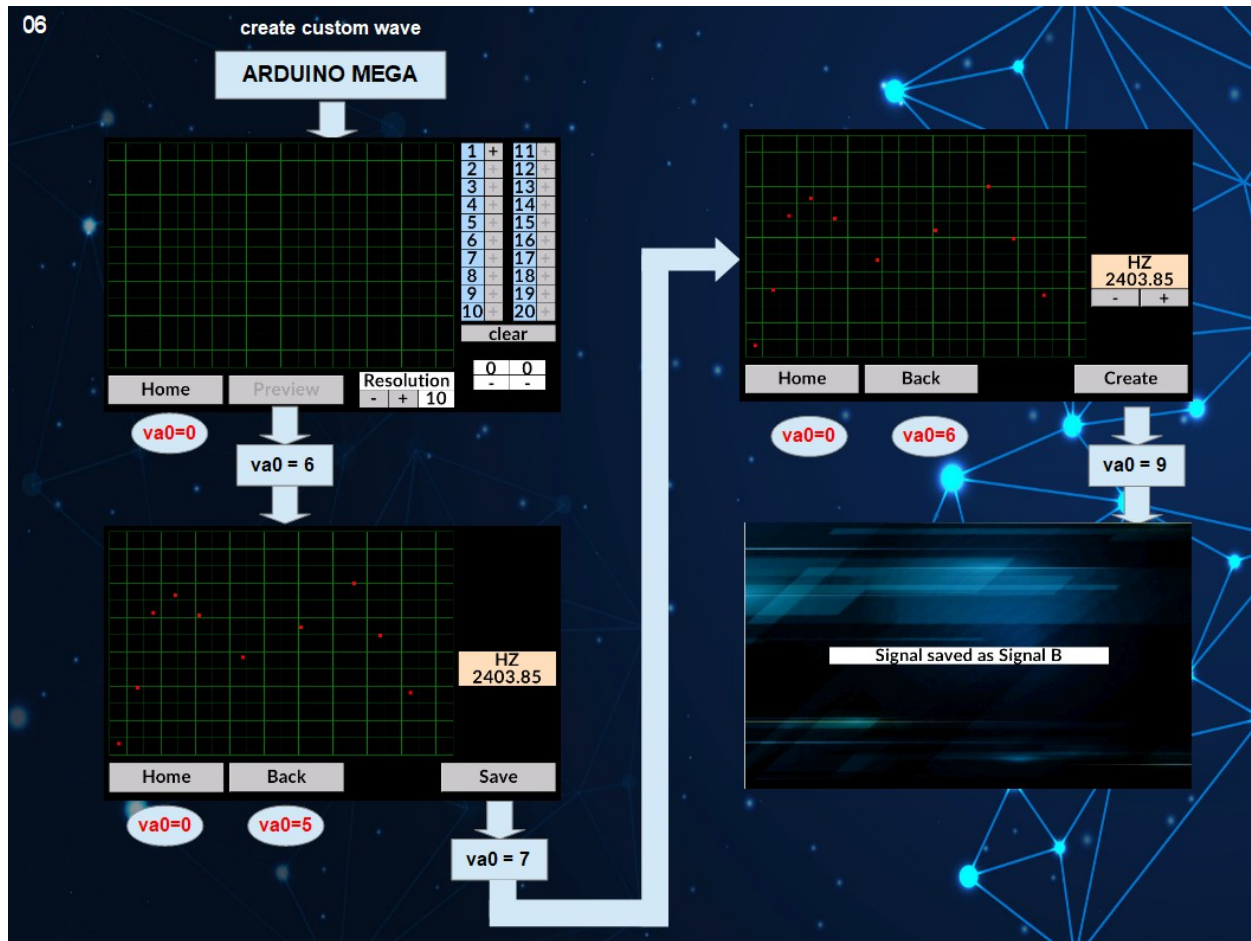 06
create custom wave
ARDUINO MEGA
1 + 11 +
2 + 12 +
3 + 13 +
4 + 14 +
5 + 15 +
6 + 16 +
7 + 17 +
8 + 18 +
9 + 19 +
10 + 20 +
clear
0 0
- -
Home Preview Resolution
- + 10
va0=0
va0 = 6
HZ
2403.85
Home Back Save
va0=0 va0=5
va0 = 7
HZ
2403.85
- +
Home Back Create
va0=0 va0=6
va0 = 9
Signal saved as Signal B